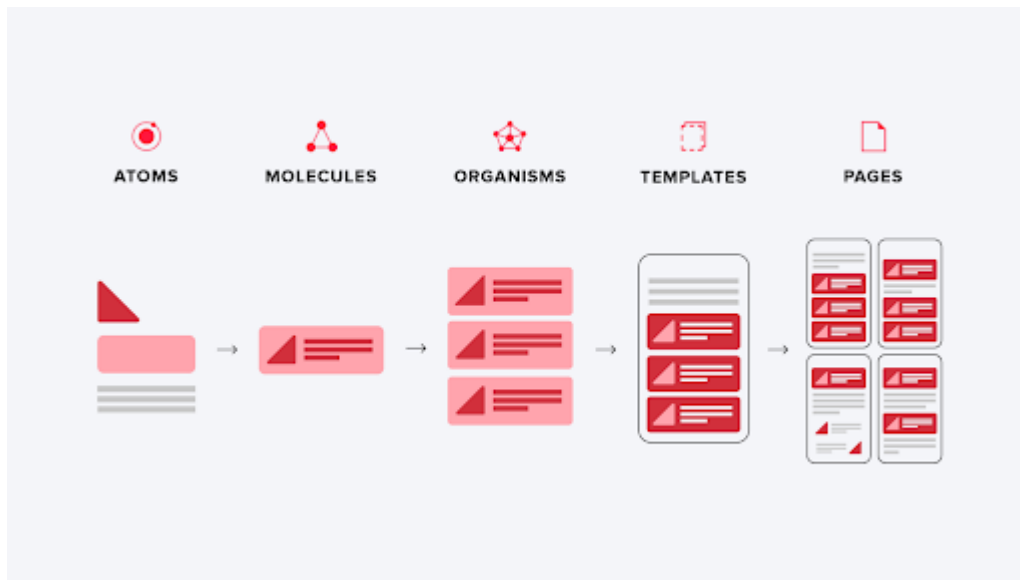 ATOMS
MOLECULES
ORGANISMS
TEMPLATES
PAGES